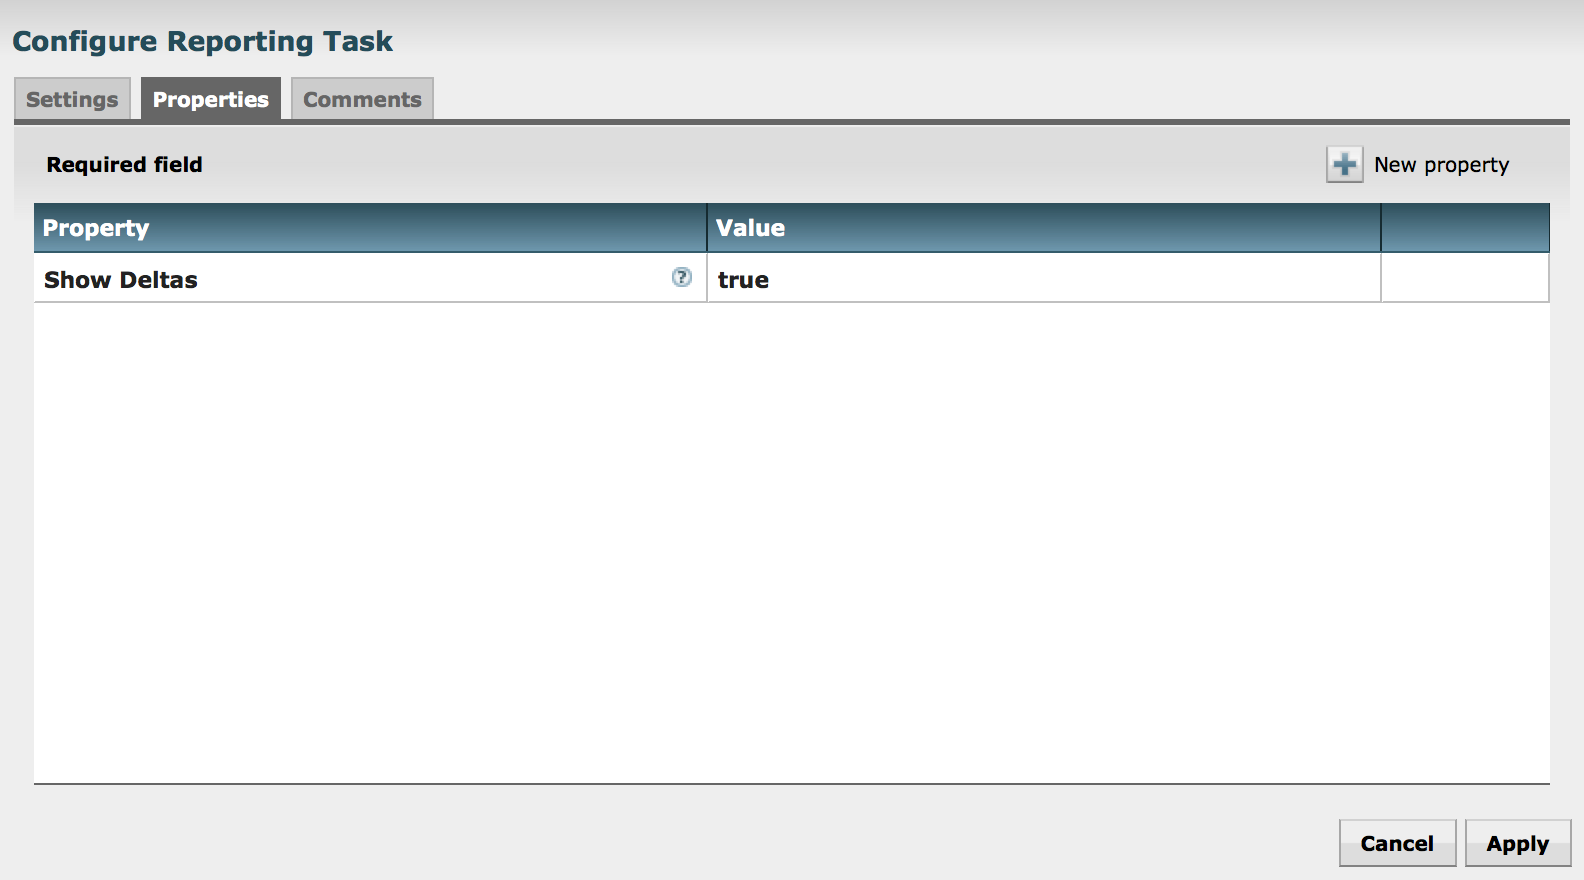 Configure Reporting Task
Settings Properties Comments
Required field New property
Property Value
Show Deltas ? true
Cancel Apply